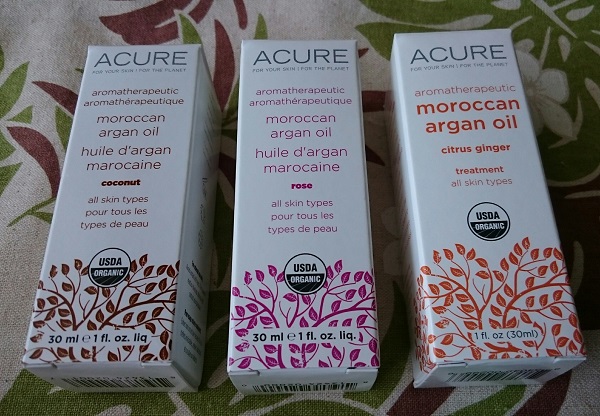 ACURE
FOR YOUR SKIN | FOR THE PLANET
aromatherapeutic
aromathérapeutique
moroccan
argan oil
huile d'argan
marocaine
coconut
all skin types
pour tous les
types de peau
USDA
ORGANIC
30 ml e 1 fl. oz. liq.
ACURE
FOR YOUR SKIN | FOR THE PLANET
aromatherapeutic
aromathérapeutique
moroccan
argan oil
huile d'argan
marocaine
rose
all skin types
pour tous les
types de peau
USDA
ORGANIC
30 ml e 1 fl. oz. liq.
ACURE
FOR YOUR SKIN | FOR THE PLANET
aromatherapeutic
moroccan
argan oil
citrus ginger
treatment
all skin types
USDA
ORGANIC
1 fl. oz (30ml)